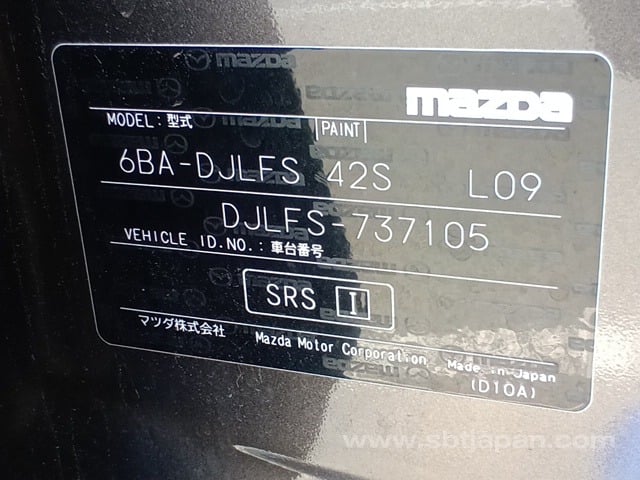 mazda
mazda
MODEL: 型式 PAINT
6BA-DJLFS 42S L09
DJLFS-737105
VEHICLE ID.NO.: 車台番号
SRS I
マツダ株式会社 Mazda Motor Corporation Made in Japan
(D10A)
www.sbtjapan.com